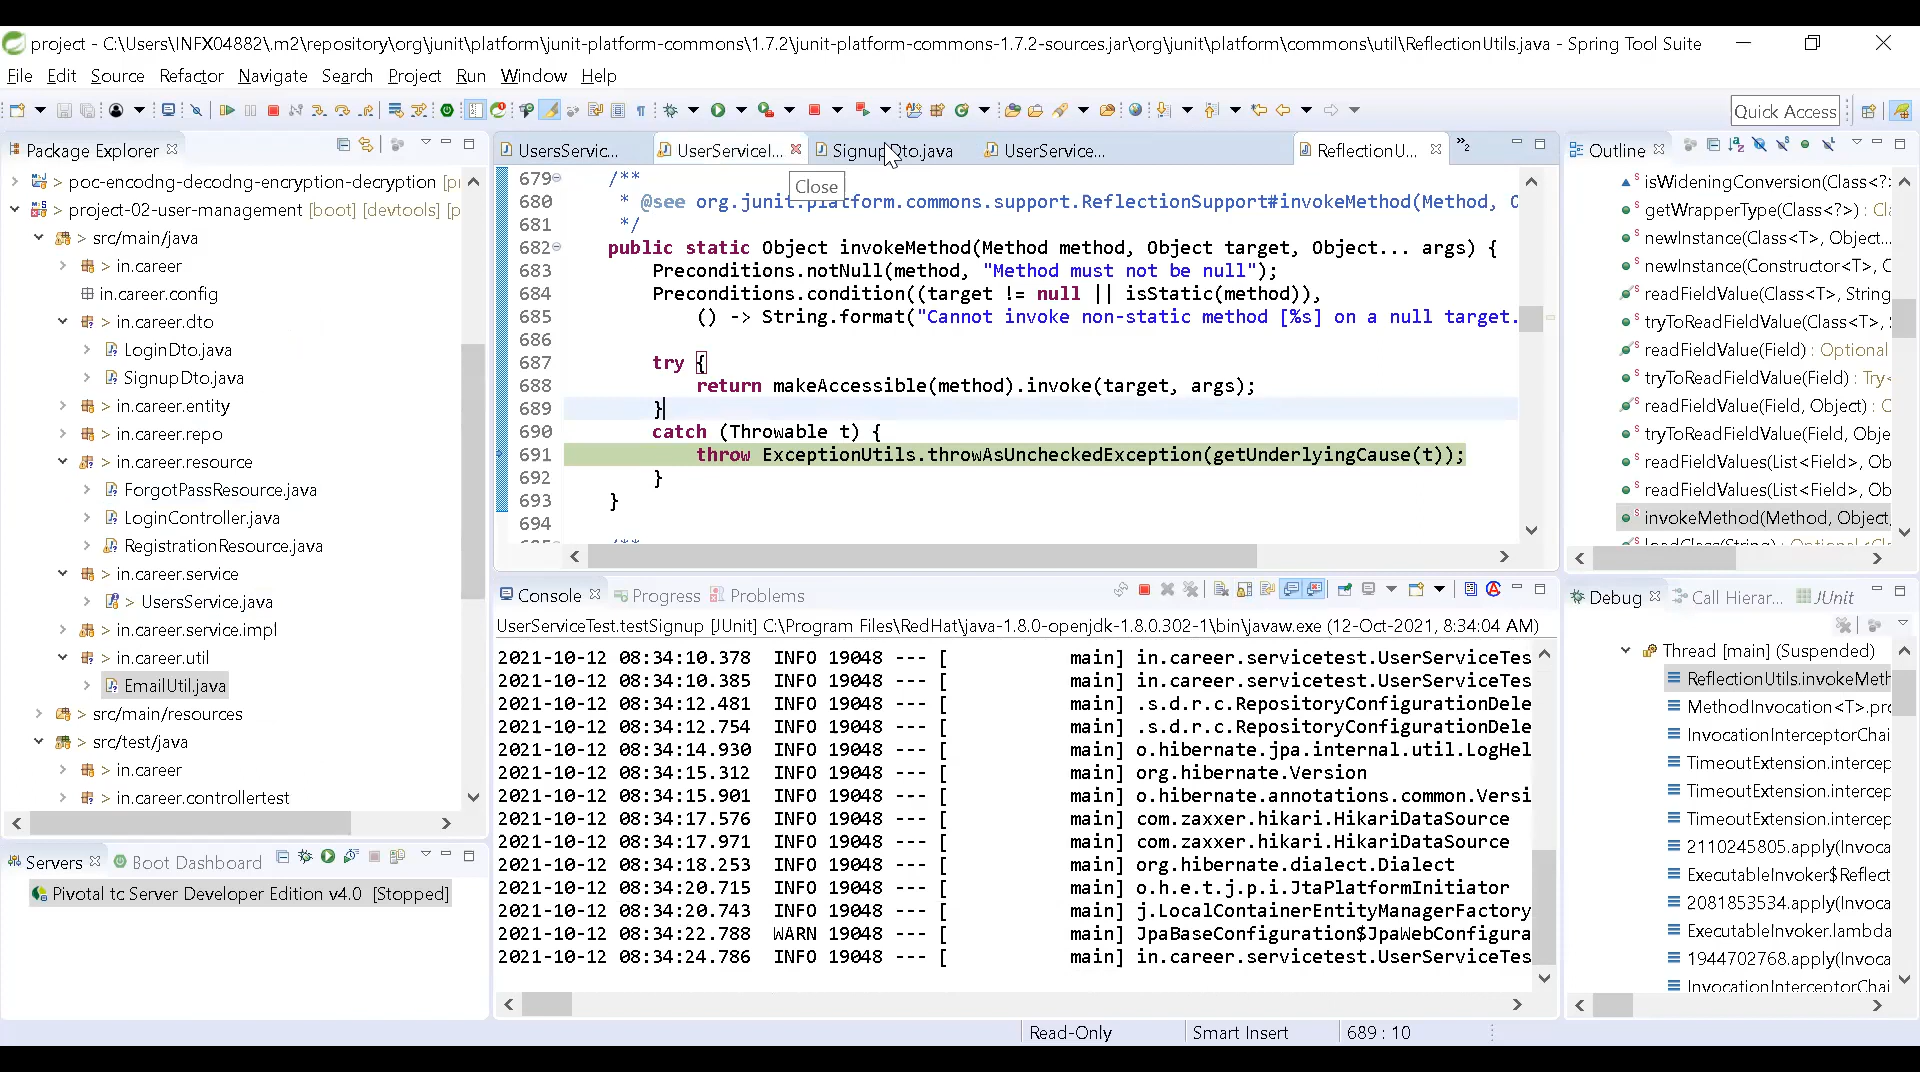 project - C:\Users\INFX04882\.m2\repository\org\junit\platform\junit-platform-commons\1.7.2\junit-platform-commons-1.7.2-sources.jar\org\junit\platform\commons\util\ReflectionUtils.java - Spring Tool Suite
File Edit Source Refactor Navigate Search Project Run Window Help
Quick Access
Package Explorer
> poc-encodng-decodng-encryption-decryption [pr
> project-02-user-management [boot] [devtools] [p
> src/main/java
> in.career
in.career.config
> in.career.dto
LoginDto.java
SignupDto.java
> in.career.entity
> in.career.repo
> in.career.resource
ForgotPassResource.java
LoginController.java
RegistrationResource.java
> in.career.service
> UsersService.java
> in.career.service.impl
> in.career.util
EmailUtil.java
> src/main/resources
> src/test/java
> in.career
> in.career.controllertest
Servers Boot Dashboard
Pivotal tc Server Developer Edition v4.0 [Stopped]
UsersServic... UserServiceI... SignupDto.java UserService... ReflectionU... »2
Close
679 /**
680 * @see org.junit.platform.commons.support.ReflectionSupport#invokeMethod(Method, O
681 */
682 public static Object invokeMethod(Method method, Object target, Object... args) {
683 Preconditions.notNull(method, "Method must not be null");
684 Preconditions.condition((target != null || isStatic(method)),
685 () -> String.format("Cannot invoke non-static method [%s] on a null target.
686
687 try {
688 return makeAccessible(method).invoke(target, args);
689 }
690 catch (Throwable t) {
691 throw ExceptionUtils.throwAsUncheckedException(getUnderlyingCause(t));
692 }
693 }
694
Console Progress Problems
UserServiceTest.testSignup [JUnit] C:\Program Files\RedHat\java-1.8.0-openjdk-1.8.0.302-1\bin\javaw.exe (12-Oct-2021, 8:34:04 AM)
2021-10-12 08:34:10.378 INFO 19048 --- [ main] in.career.servicetest.UserServiceTes
2021-10-12 08:34:10.385 INFO 19048 --- [ main] in.career.servicetest.UserServiceTes
2021-10-12 08:34:12.481 INFO 19048 --- [ main] .s.d.r.c.RepositoryConfigurationDele
2021-10-12 08:34:12.754 INFO 19048 --- [ main] .s.d.r.c.RepositoryConfigurationDele
2021-10-12 08:34:14.930 INFO 19048 --- [ main] o.hibernate.jpa.internal.util.LogHel
2021-10-12 08:34:15.312 INFO 19048 --- [ main] org.hibernate.Version
2021-10-12 08:34:15.901 INFO 19048 --- [ main] o.hibernate.annotations.common.Versi
2021-10-12 08:34:17.576 INFO 19048 --- [ main] com.zaxxer.hikari.HikariDataSource
2021-10-12 08:34:17.971 INFO 19048 --- [ main] com.zaxxer.hikari.HikariDataSource
2021-10-12 08:34:18.253 INFO 19048 --- [ main] org.hibernate.dialect.Dialect
2021-10-12 08:34:20.715 INFO 19048 --- [ main] o.h.e.t.j.p.i.JtaPlatformInitiator
2021-10-12 08:34:20.743 INFO 19048 --- [ main] j.LocalContainerEntityManagerFactory
2021-10-12 08:34:22.788 WARN 19048 --- [ main] JpaBaseConfiguration$JpaWebConfigura
2021-10-12 08:34:24.786 INFO 19048 --- [ main] in.career.servicetest.UserServiceTes
Outline
isWideningConversion(Class<?>
getWrapperType(Class<?>) : Cla
newInstance(Class<T>, Object...
newInstance(Constructor<T>, O
readFieldValue(Class<T>, String
tryToReadFieldValue(Class<T>, S
readFieldValue(Field) : Optional
tryToReadFieldValue(Field) : Try<
readFieldValue(Field, Object) : O
tryToReadFieldValue(Field, Obje
readFieldValues(List<Field>, Ob
readFieldValues(List<Field>, Ob
invokeMethod(Method, Object,
loadClass(String) : Optional<Cla
Debug Call Hierar... JUnit
Thread [main] (Suspended)
ReflectionUtils.invokeMeth
MethodInvocation<T>.pro
InvocationInterceptorChai
TimeoutExtension.intercep
TimeoutExtension.intercep
TimeoutExtension.intercep
2110245805.apply(Invoca
ExecutableInvoker$Reflect
2081853534.apply(Invoca
ExecutableInvoker.lambda
1944702768.apply(Invoca
InvocationInterceptorChai
Read-Only Smart Insert 689 : 10